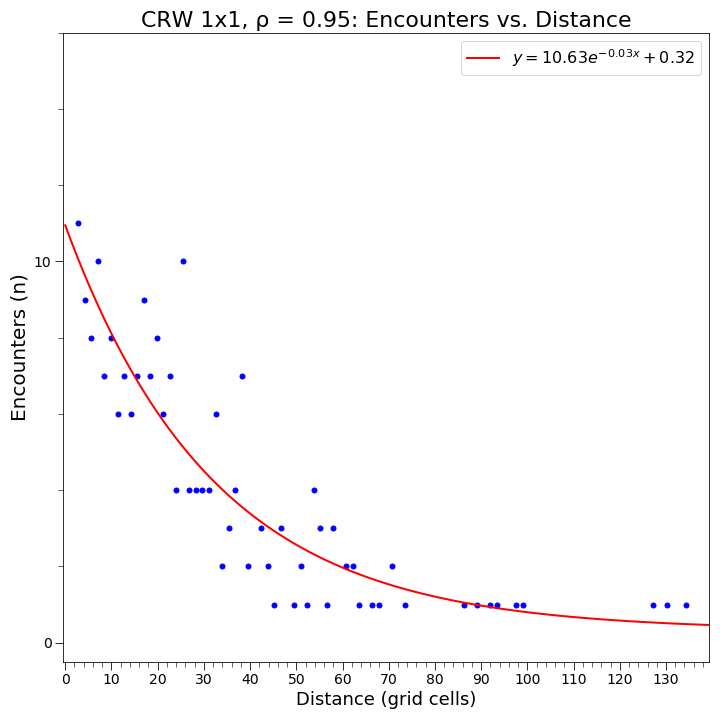 CRW 1x1, ρ = 0.95: Encounters vs. Distance
y = 10.63e^{-0.03x} + 0.32
Encounters (n)
10
0
0 10 20 30 40 50 60 70 80 90 100 110 120 130
Distance (grid cells)